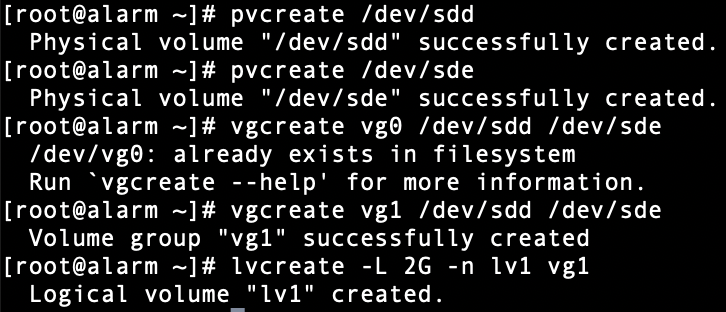 [root@alarm ~]# pvcreate /dev/sdd
  Physical volume "/dev/sdd" successfully created.
[root@alarm ~]# pvcreate /dev/sde
  Physical volume "/dev/sde" successfully created.
[root@alarm ~]# vgcreate vg0 /dev/sdd /dev/sde
  /dev/vg0: already exists in filesystem
  Run `vgcreate --help' for more information.
[root@alarm ~]# vgcreate vg1 /dev/sdd /dev/sde
  Volume group "vg1" successfully created
[root@alarm ~]# lvcreate -L 2G -n lv1 vg1
  Logical volume "lv1" created.